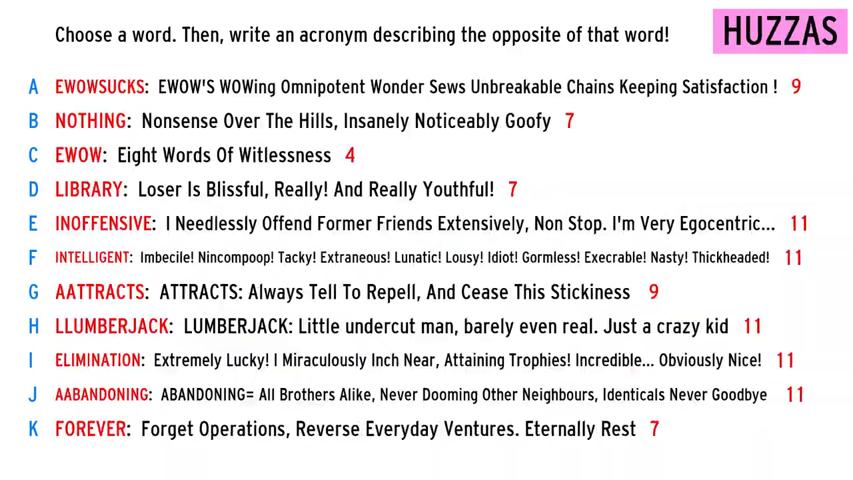 Choose a word. Then, write an acronym describing the opposite of that word!
HUZZAS
A EWOWSUCKS: EWOW'S WOWing Omnipotent Wonder Sews Unbreakable Chains Keeping Satisfaction ! 9
B NOTHING: Nonsense Over The Hills, Insanely Noticeably Goofy 7
C EWOW: Eight Words Of Witlessness 4
D LIBRARY: Loser Is Blissful, Really! And Really Youthful! 7
E INOFFENSIVE: I Needlessly Offend Former Friends Extensively, Non Stop. I'm Very Egocentric... 11
F INTELLIGENT: Imbecile! Nincompoop! Tacky! Extraneous! Lunatic! Lousy! Idiot! Gormless! Execrable! Nasty! Thickheaded! 11
G AATTRACTS: ATTRACTS: Always Tell To Repell, And Cease This Stickiness 9
H LLUMBERJACK: LUMBERJACK: Little undercut man, barely even real. Just a crazy kid 11
I ELIMINATION: Extremely Lucky! I Miraculously Inch Near, Attaining Trophies! Incredible... Obviously Nice! 11
J AABANDONING: ABANDONING= All Brothers Alike, Never Dooming Other Neighbours, Identicals Never Goodbye 11
K FOREVER: Forget Operations, Reverse Everyday Ventures. Eternally Rest 7